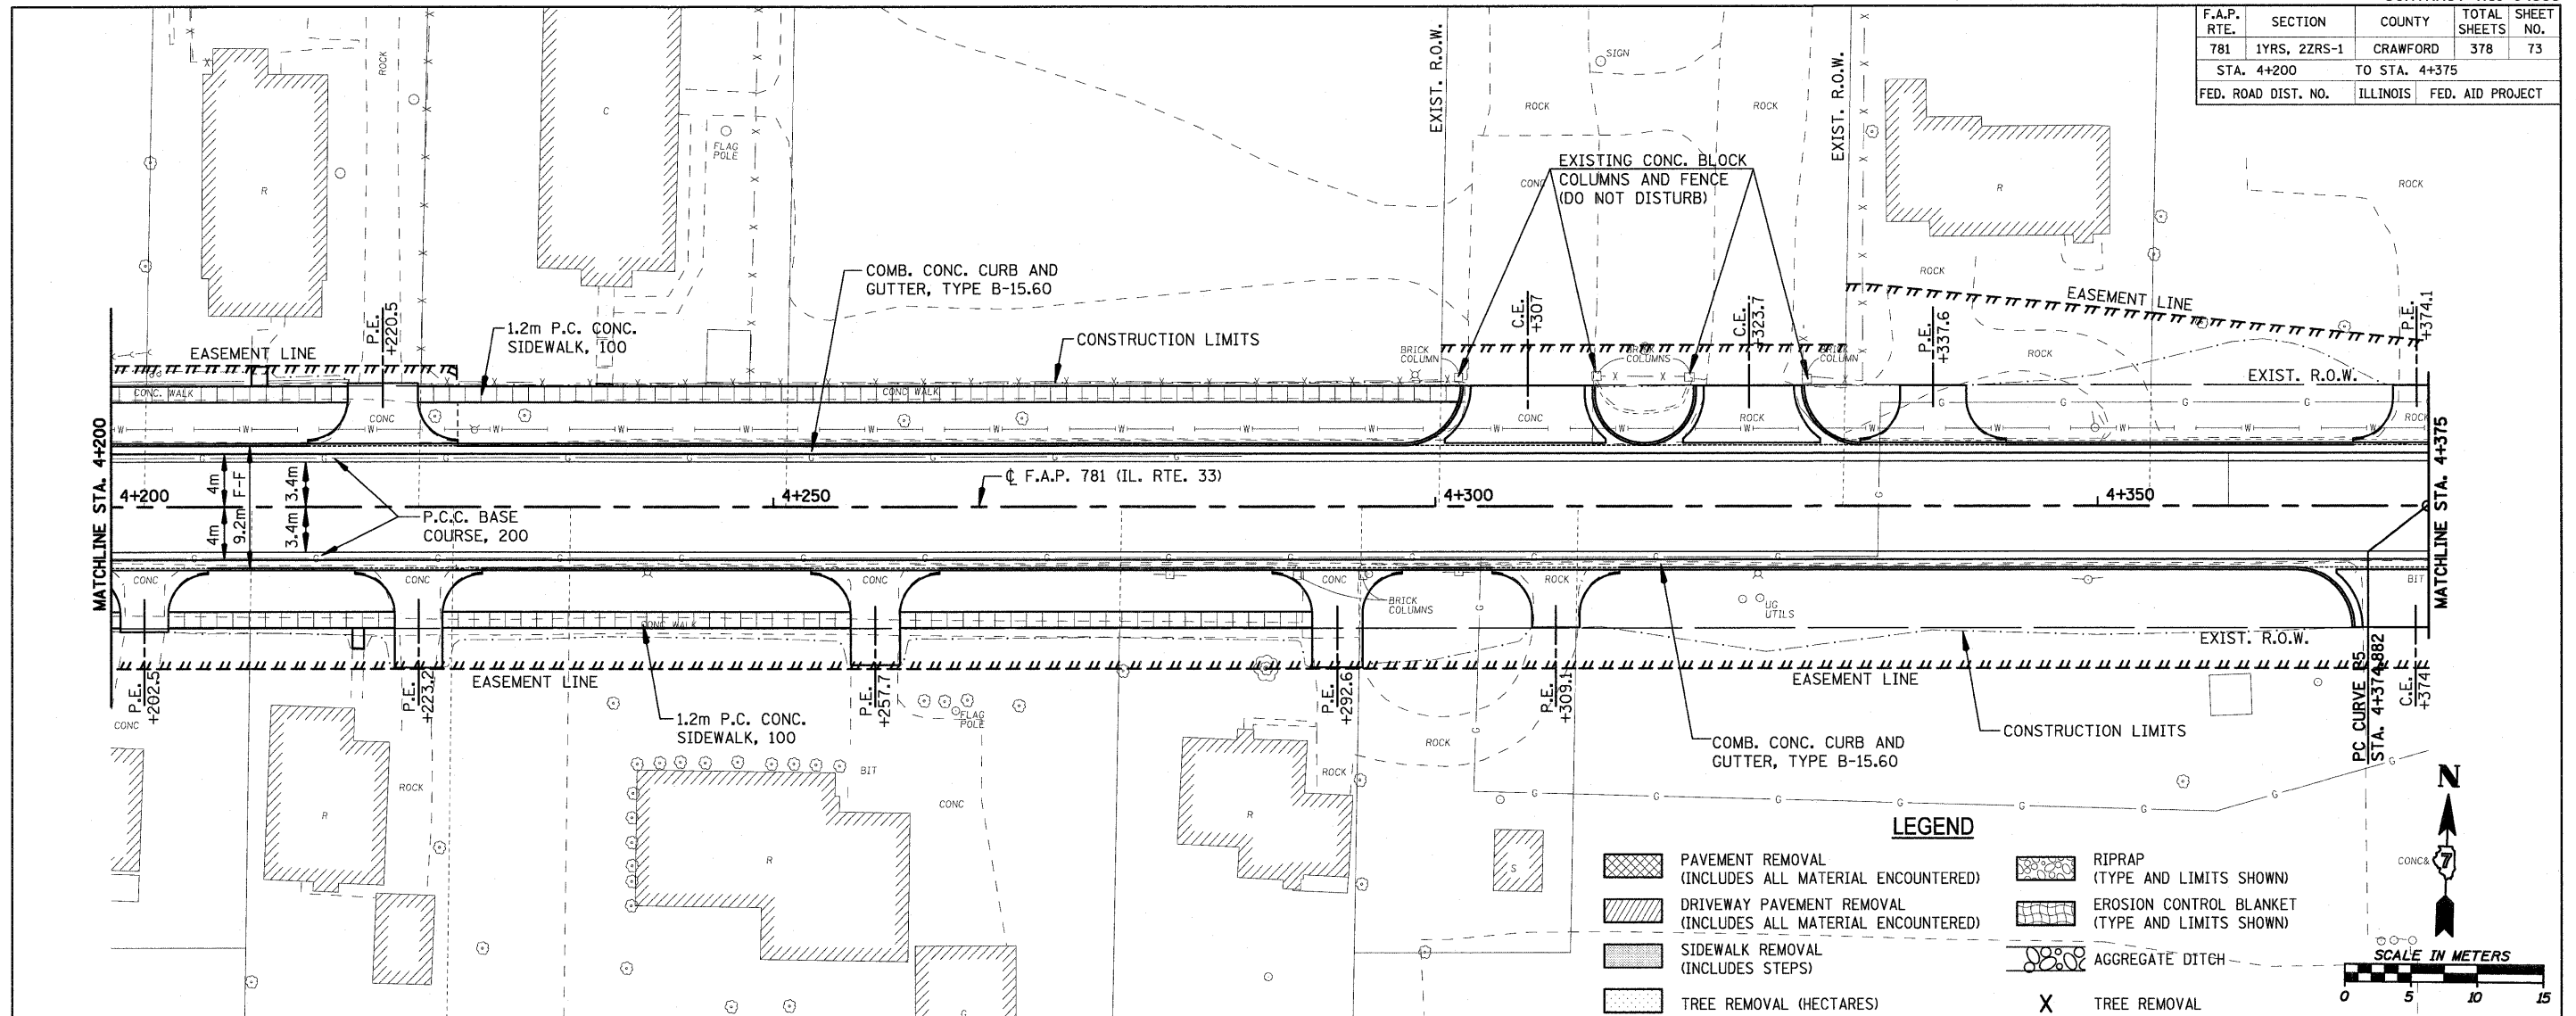 F.A.P. RTE. SECTION COUNTY TOTAL SHEETS SHEET NO.
781 1YRS, 2ZRS-1 CRAWFORD 378 73
STA. 4+200 TO STA. 4+375
FED. ROAD DIST. NO. ILLINOIS FED. AID PROJECT
ROCK
R
C
FLAG
POLE
EXIST. R.O.W.
SIGN
ROCK
ROCK
EXIST. R.O.W.
R
ROCK
EXISTING CONC. BLOCK
COLUMNS AND FENCE
(DO NOT DISTURB)
CONC
COMB. CONC. CURB AND
GUTTER, TYPE B-15.60
1.2m P.C. CONC.
SIDEWALK, 100
CONSTRUCTION LIMITS
EASEMENT LINE
P.E.
+220.5
C.E.
+307
C.E.
+323.7
P.E.
+337.6
P.E.
+374.1
ROCK
EASEMENT LINE
BRICK
COLUMN
BRICK
COLUMNS
BRICK
COLUMN
ROCK
EXIST. R.O.W.
CONC. WALK
CONC
CONC WALK
CONC
ROCK
ROCK
W W W W W W W W
G G G G
MATCHLINE STA. 4+200
4m
9.2m F-F
3.4m
4m
3.4m
℄ F.A.P. 781 (IL. RTE. 33)
4+200
4+250
4+300
4+350
P.C.C. BASE
COURSE, 200
MATCHLINE STA. 4+375
CONC
CONC
CONC
CONC
ROCK
BIT
BRICK
COLUMNS
UG
UTILS
CONC WALK
EXIST. R.O.W.
P.E.
+202.5
P.E.
+223.2
P.E.
+257.7
P.E.
+292.6
P.E.
+309.1
C.E.
+374
PC CURVE P5
STA. 4+374.882
EASEMENT LINE
EASEMENT LINE
CONC
FLAG
POLE
1.2m P.C. CONC.
SIDEWALK, 100
CONSTRUCTION LIMITS
COMB. CONC. CURB AND
GUTTER, TYPE B-15.60
ROCK
ROCK
BIT
ROCK
CONC
R
R
R
S
G
G G G G G G G G
N
7
CONC&
LEGEND
PAVEMENT REMOVAL
(INCLUDES ALL MATERIAL ENCOUNTERED)
DRIVEWAY PAVEMENT REMOVAL
(INCLUDES ALL MATERIAL ENCOUNTERED)
SIDEWALK REMOVAL
(INCLUDES STEPS)
TREE REMOVAL (HECTARES)
RIPRAP
(TYPE AND LIMITS SHOWN)
EROSION CONTROL BLANKET
(TYPE AND LIMITS SHOWN)
AGGREGATE DITCH
X TREE REMOVAL
SCALE IN METERS
0 5 10 15